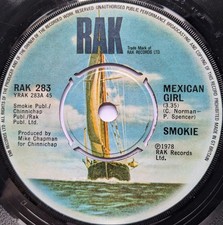 RAK
Trade Mark of
RAK RECORDS LTD
RAK 283
YRAK 283A 45
Smokie Publ./
Chinnichap
Publ./Rak
Publ. Ltd.
Produced by
Mike Chapman
for Chinnichap
MEXICAN
GIRL
(3.35)
(C. Norman—
P. Spencer)
SMOKIE
℗1978
RAK Records
Ltd.